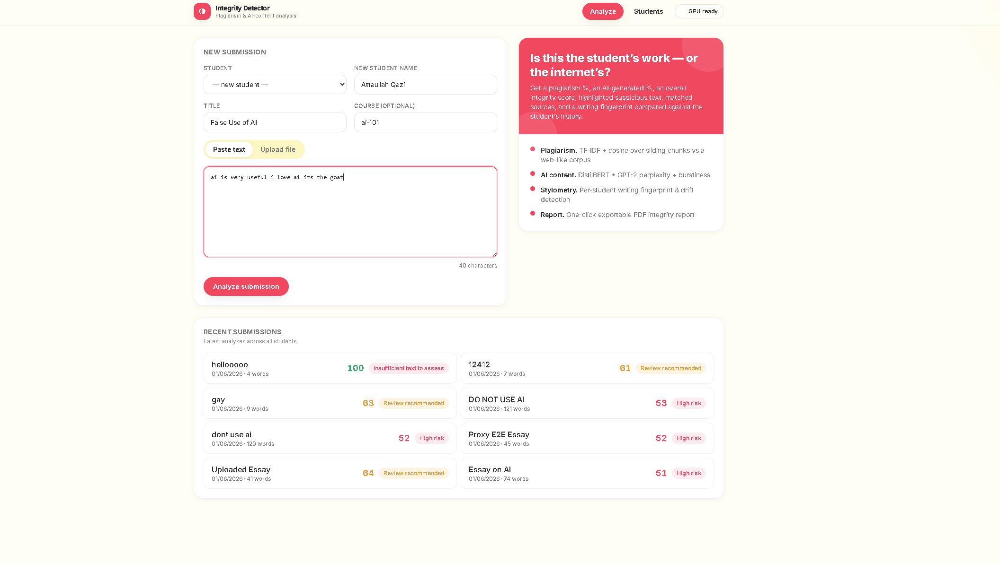 Integrity Detector
Plagiarism & AI-content analysis
Analyze
Students
GPU ready
NEW SUBMISSION
STUDENT
NEW STUDENT NAME
— new student —
Attaullah Qazi
TITLE
COURSE (OPTIONAL)
False Use of AI
ai-101
Paste text
Upload file
ai is very useful i love ai its the goat
40 characters
Analyze submission
Is this the student’s work — or
the internet’s?
Get a plagiarism %, an AI-generated %, an overall
integrity score, highlighted suspicious text, matched
sources, and a writing fingerprint compared against the
student’s history.
Plagiarism. TF-IDF + cosine over sliding chunks vs a
web-like corpus
AI content. DistilBERT + GPT-2 perplexity + burstiness
Stylometry. Per-student writing fingerprint & drift
detection
Report. One-click exportable PDF integrity report
RECENT SUBMISSIONS
Latest analyses across all students
hellooooo
01/06/2026 · 4 words
100
Insufficient text to assess
12412
01/06/2026 · 7 words
61
Review recommended
gay
01/06/2026 · 9 words
63
Review recommended
DO NOT USE AI
01/06/2026 · 121 words
53
High risk
dont use ai
01/06/2026 · 120 words
52
High risk
Proxy E2E Essay
01/06/2026 · 45 words
52
High risk
Uploaded Essay
01/06/2026 · 41 words
64
Review recommended
Essay on AI
01/06/2026 · 74 words
51
High risk